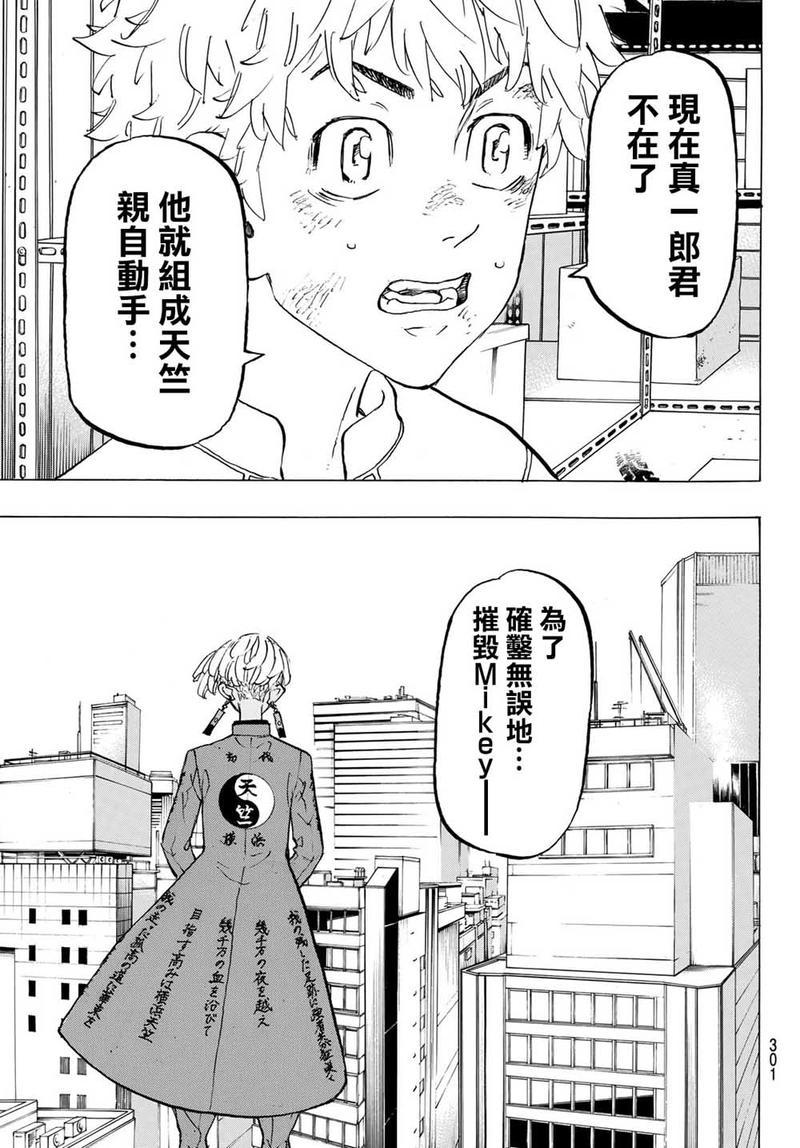 現在真一郎君
不在了
他就組成天竺
親自動手…
為了
確鑿無誤地…
摧毀Mikey——
初代
天竺
横浜
幾千万の夜を越え
幾千万の血を浴びて
目指す高みは横浜天竺
301